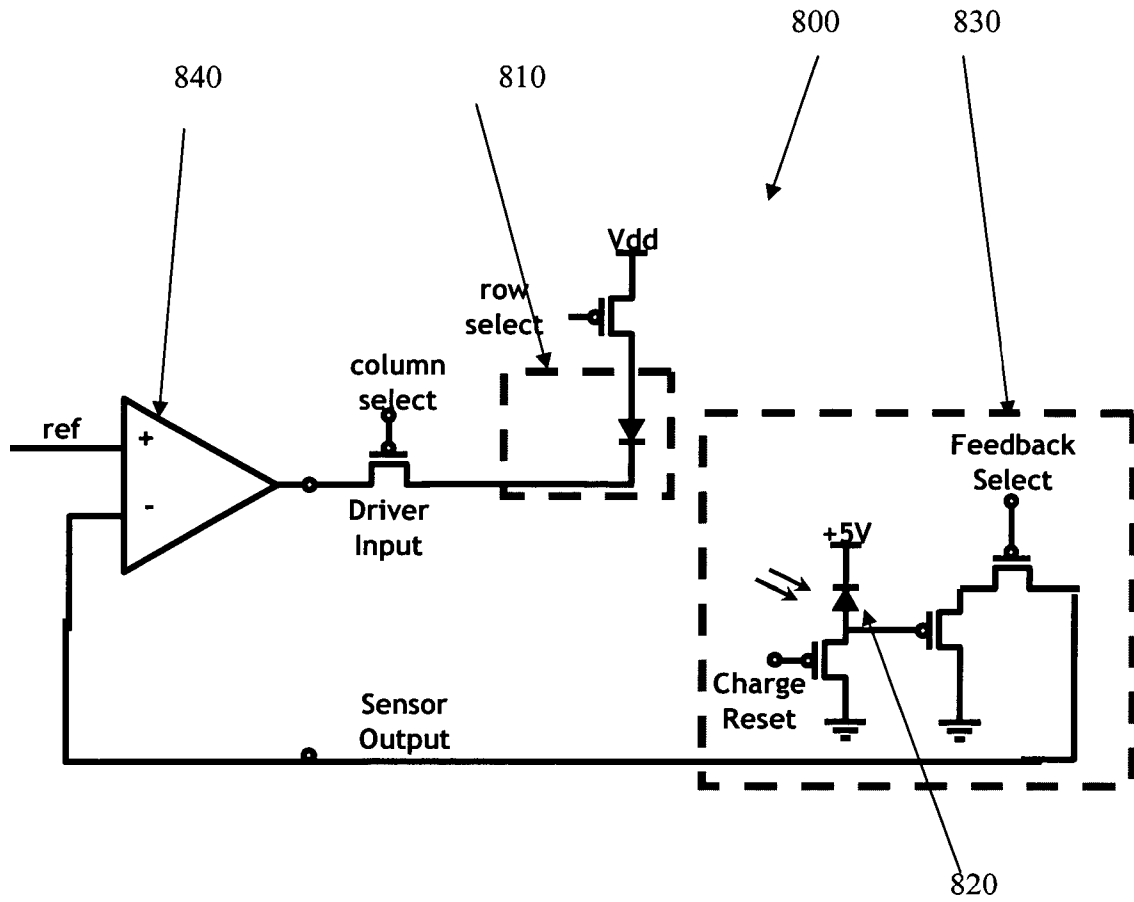 800
830
840
810
Vdd
row
select
column
select
ref
+
-
Driver
Input
Feedback
Select
+5V
Charge
Reset
Sensor
Output
820